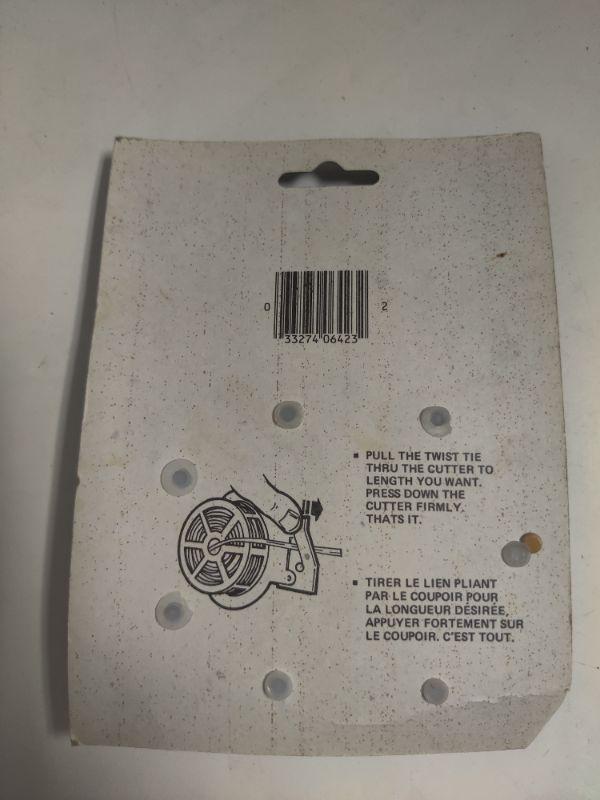 0 2
33274 06423
▪ PULL THE TWIST TIE
THRU THE CUTTER TO
LENGTH YOU WANT.
PRESS DOWN THE
CUTTER FIRMLY.
THATS IT.
▪ TIRER LE LIEN PLIANT
PAR LE COUPOIR POUR
LA LONGUEUR DÉSIRÉE,
APPUYER FORTEMENT SUR
LE COUPOIR. C'EST TOUT.